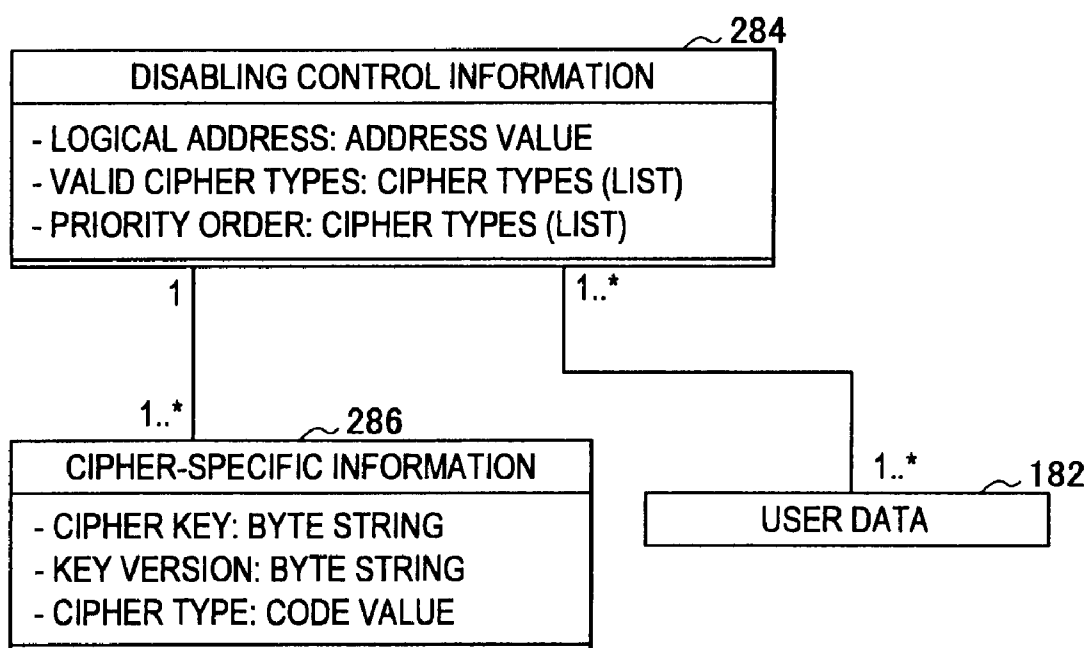 284
DISABLING CONTROL INFORMATION
- LOGICAL ADDRESS: ADDRESS VALUE
- VALID CIPHER TYPES: CIPHER TYPES (LIST)
- PRIORITY ORDER: CIPHER TYPES (LIST)
1
1..*
1..*
286
CIPHER-SPECIFIC INFORMATION
- CIPHER KEY: BYTE STRING
- KEY VERSION: BYTE STRING
- CIPHER TYPE: CODE VALUE
1..*
182
USER DATA